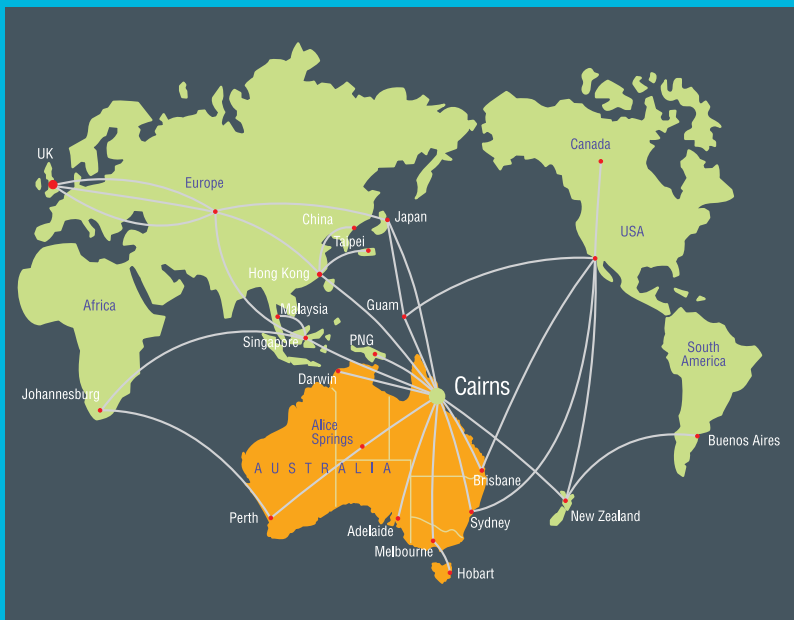 Canada
UK
Europe
China
Japan
USA
Taipei
Hong Kong
Africa
Malaysia
Guam
Singapore
PNG
South
America
Darwin
Cairns
Johannesburg
Alice
Springs
Buenos Aires
AUSTRALIA
Brisbane
Perth
Sydney
New Zealand
Adelaide
Melbourne
Hobart